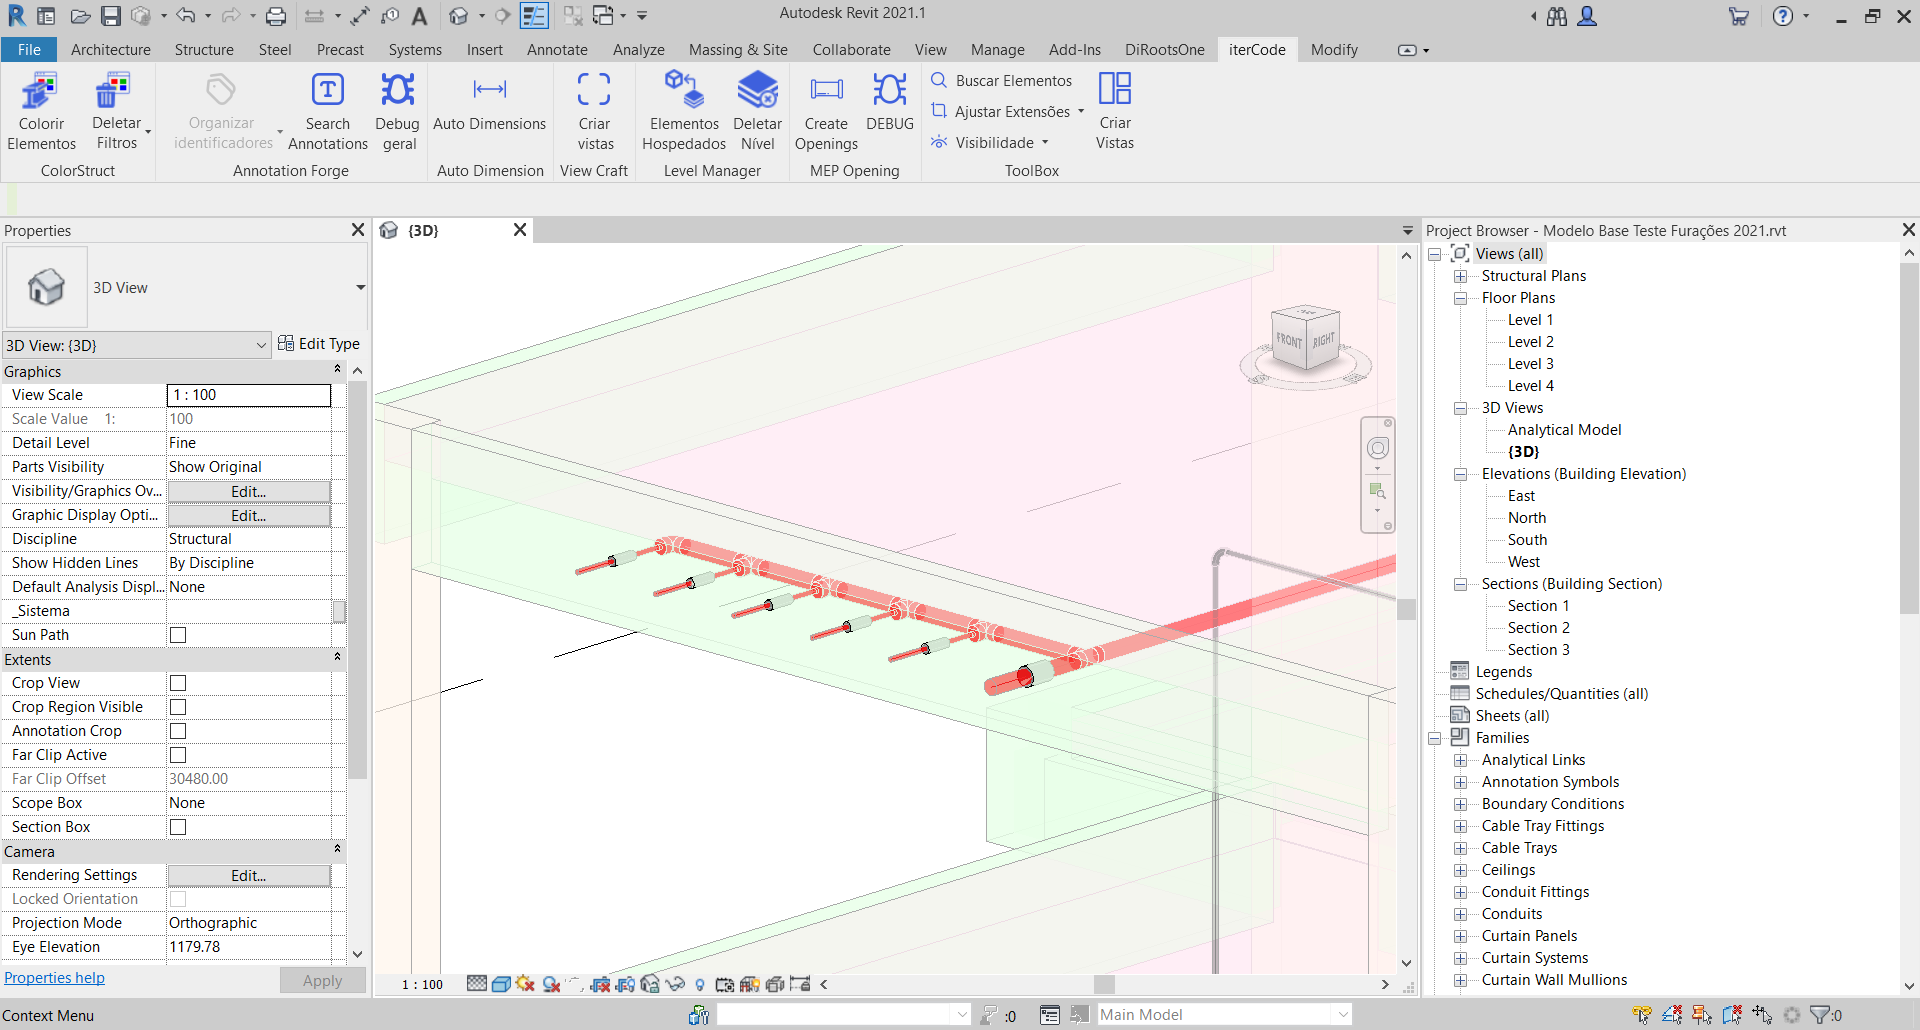 Autodesk Revit 2021.1
File Architecture Structure Steel Precast Systems Insert Annotate Analyze Massing & Site Collaborate View Manage Add-Ins DiRootsOne iterCode Modify
Colorir Elementos
Deletar Filtros
Organizar identificadores
Search Annotations
Debug geral
Auto Dimensions
Criar vistas
Elementos Hospedados
Deletar Nível
Create Openings
DEBUG
Buscar Elementos
Ajustar Extensões
Visibilidade
Criar Vistas
ColorStruct
Annotation Forge
Auto Dimension
View Craft
Level Manager
MEP Opening
ToolBox
Properties
3D View
3D View: {3D}
Edit Type
Graphics
View Scale 1 : 100
Scale Value 1: 100
Detail Level Fine
Parts Visibility Show Original
Visibility/Graphics Ov... Edit...
Graphic Display Opti... Edit...
Discipline Structural
Show Hidden Lines By Discipline
Default Analysis Displ... None
_Sistema
Sun Path
Extents
Crop View
Crop Region Visible
Annotation Crop
Far Clip Active
Far Clip Offset 30480.00
Scope Box None
Section Box
Camera
Rendering Settings Edit...
Locked Orientation
Projection Mode Orthographic
Eye Elevation 1179.78
Properties help
Apply
{3D}
FRONT RIGHT
1 : 100
Project Browser - Modelo Base Teste Furações 2021.rvt
Views (all)
Structural Plans
Floor Plans
Level 1
Level 2
Level 3
Level 4
3D Views
Analytical Model
{3D}
Elevations (Building Elevation)
East
North
South
West
Sections (Building Section)
Section 1
Section 2
Section 3
Legends
Schedules/Quantities (all)
Sheets (all)
Families
Analytical Links
Annotation Symbols
Boundary Conditions
Cable Tray Fittings
Cable Trays
Ceilings
Conduit Fittings
Conduits
Curtain Panels
Curtain Systems
Curtain Wall Mullions
Context Menu
:0
Main Model
:0